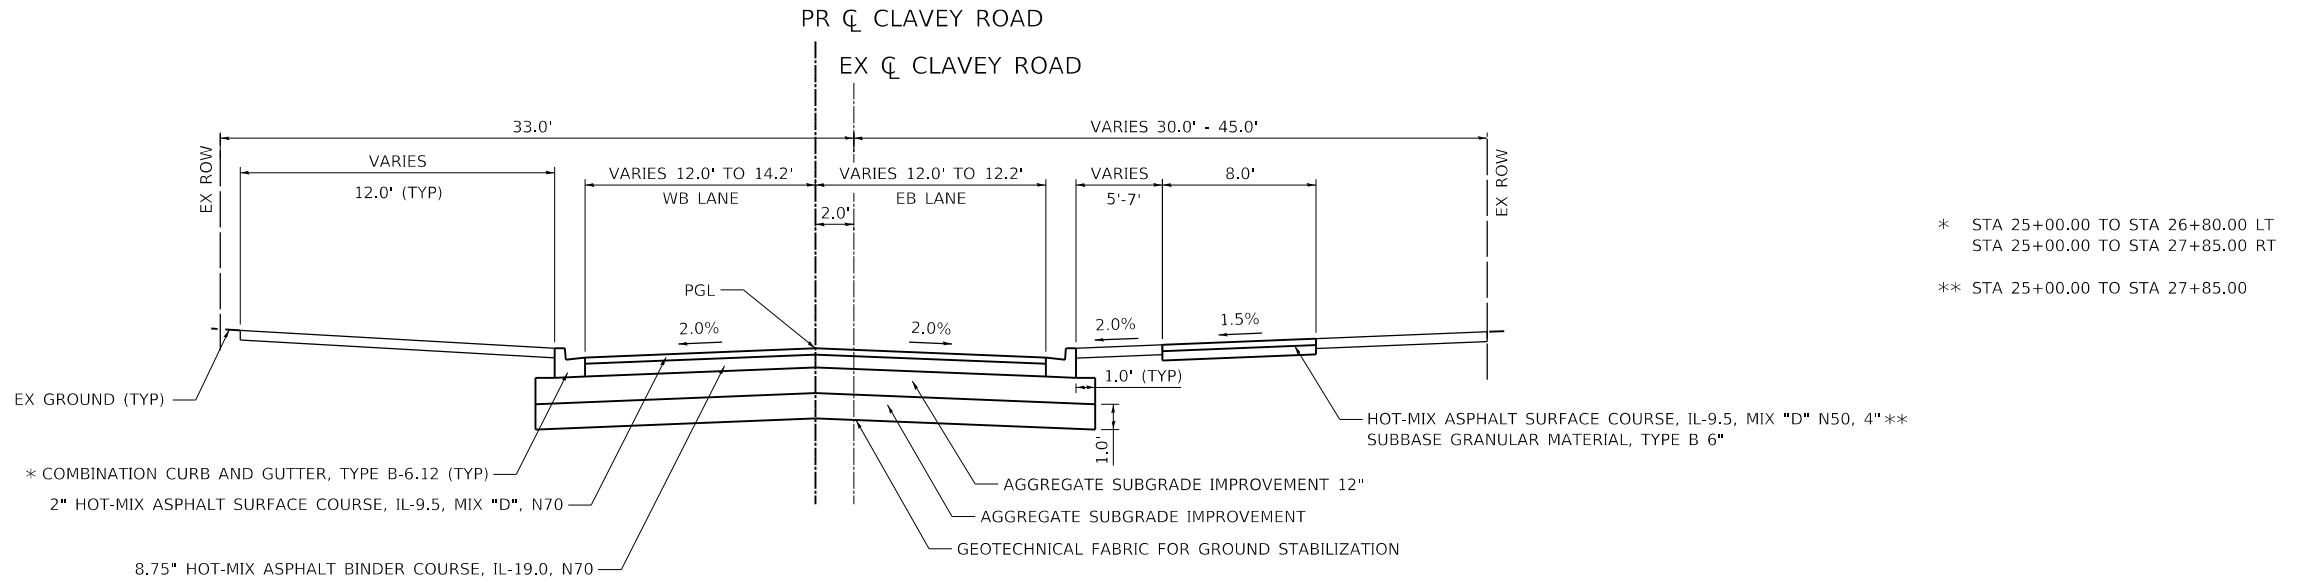 PR ℄ CLAVEY ROAD
EX ℄ CLAVEY ROAD
33.0'
VARIES 30.0' - 45.0'
EX ROW
VARIES
12.0' (TYP)
VARIES 12.0' TO 14.2'
WB LANE
VARIES 12.0' TO 12.2'
EB LANE
VARIES
5'-7'
8.0'
EX ROW
2.0'
* STA 25+00.00 TO STA 26+80.00 LT
STA 25+00.00 TO STA 27+85.00 RT
** STA 25+00.00 TO STA 27+85.00
PGL
2.0%
2.0%
2.0%
1.5%
1.0' (TYP)
EX GROUND (TYP)
HOT-MIX ASPHALT SURFACE COURSE, IL-9.5, MIX "D" N50, 4"**
SUBBASE GRANULAR MATERIAL, TYPE B 6"
1.0'
* COMBINATION CURB AND GUTTER, TYPE B-6.12 (TYP)
AGGREGATE SUBGRADE IMPROVEMENT 12"
2" HOT-MIX ASPHALT SURFACE COURSE, IL-9.5, MIX "D", N70
AGGREGATE SUBGRADE IMPROVEMENT
GEOTECHNICAL FABRIC FOR GROUND STABILIZATION
8.75" HOT-MIX ASPHALT BINDER COURSE, IL-19.0, N70